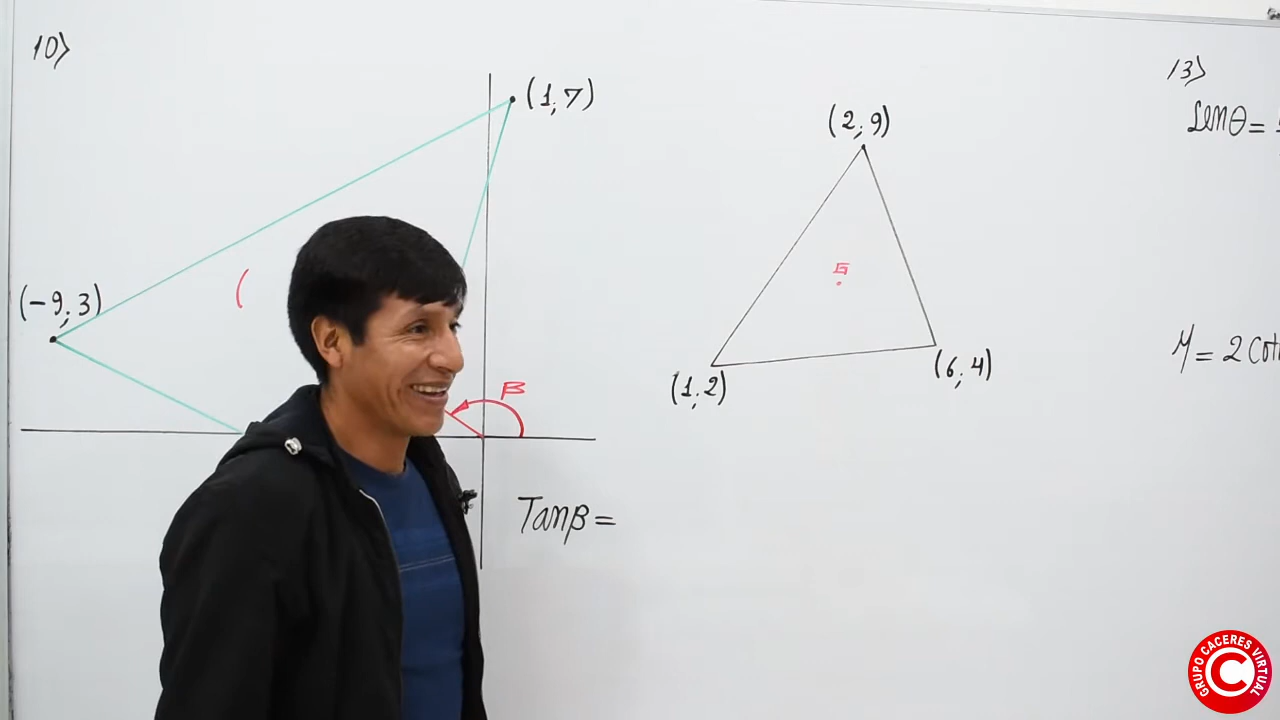 10>
(1; 7)
(-9; 3)
(
β
Tanβ =
(2; 9)
G
(1; 2)
(6; 4)
13>
Senθ =
M = 2 Cot
GRUPO CACERES VIRTUAL
C